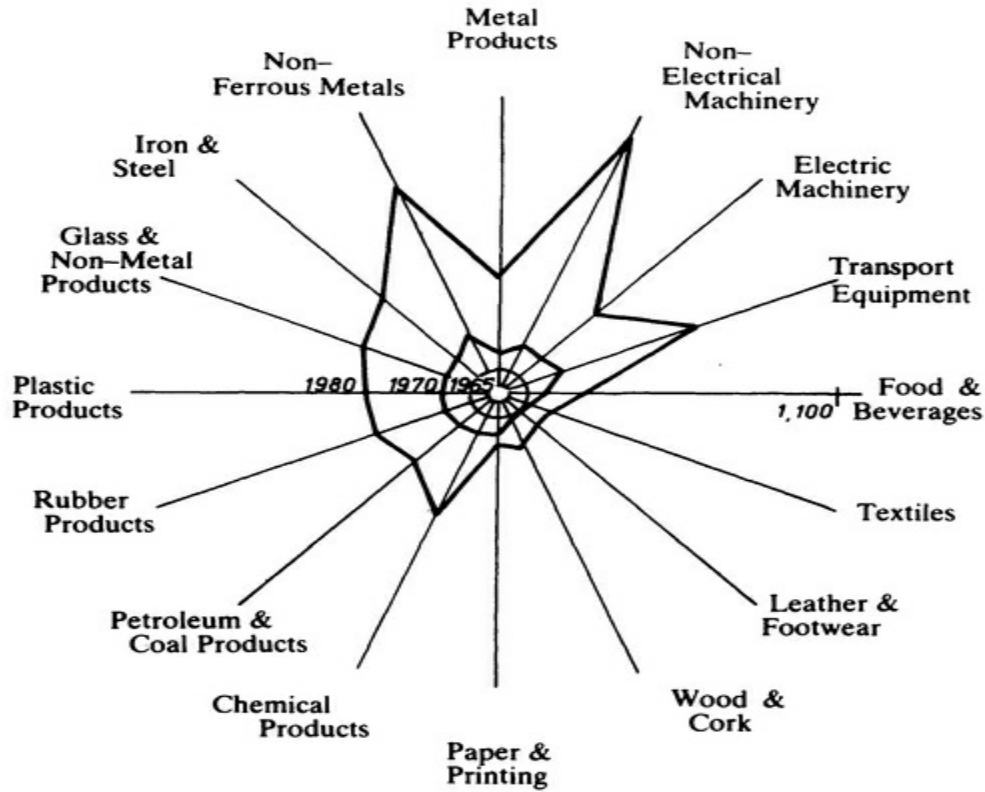 Metal
Products
Non–
Electrical
Machinery
Electric
Machinery
Transport
Equipment
Food &
Beverages
1,100
Textiles
Leather &
Footwear
Wood &
Cork
Paper &
Printing
Chemical
Products
Petroleum &
Coal Products
Rubber
Products
Plastic
Products
Glass &
Non–Metal
Products
Iron &
Steel
Non–
Ferrous Metals
1980 1970 1965